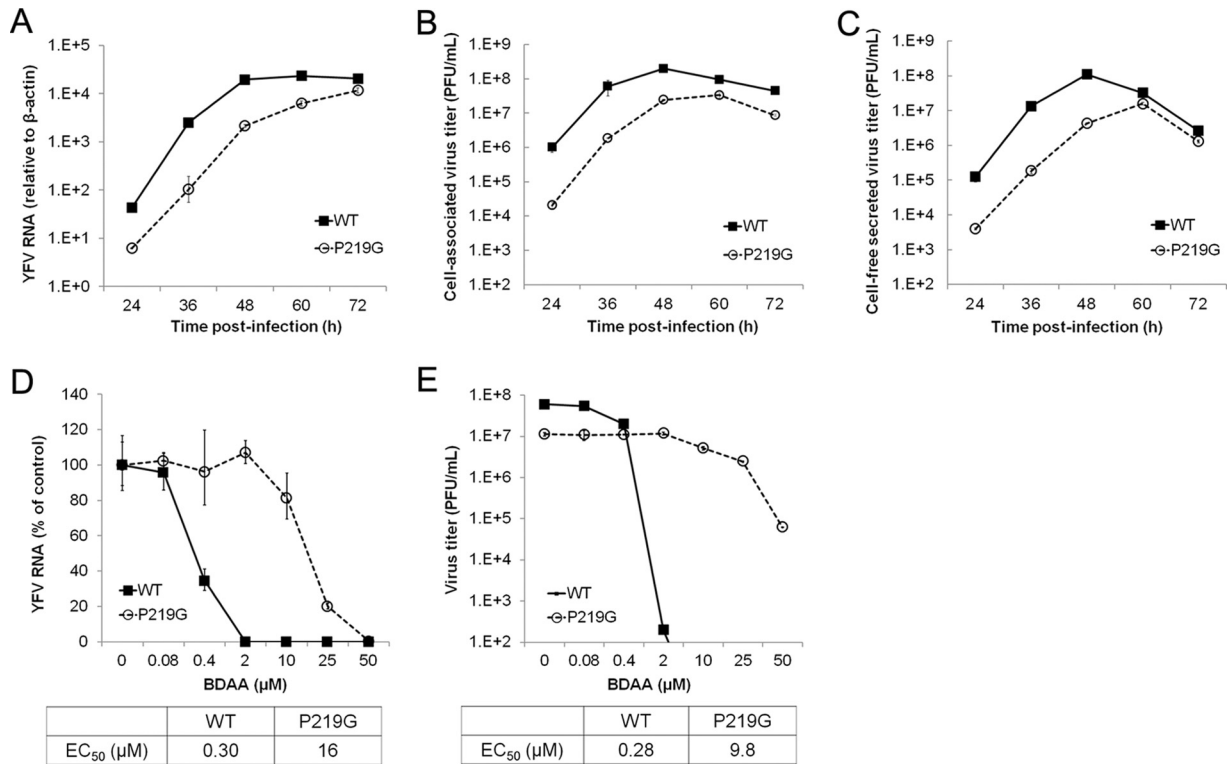 A
YFV RNA (relative to β-actin)
1.E+5
1.E+4
1.E+3
1.E+2
1.E+1
1.E+0
24 36 48 60 72
Time post-infection (h)
WT
P219G
B
Cell-associated virus titer (PFU/mL)
1.E+9
1.E+8
1.E+7
1.E+6
1.E+5
1.E+4
1.E+3
1.E+2
24 36 48 60 72
Time post-infection (h)
WT
P219G
C
Cell-free secreted virus titer (PFU/mL)
1.E+9
1.E+8
1.E+7
1.E+6
1.E+5
1.E+4
1.E+3
1.E+2
24 36 48 60 72
Time post-infection (h)
WT
P219G
D
YFV RNA (% of control)
140
120
100
80
60
40
20
0
0 0.08 0.4 2 10 25 50
BDAA (µM)
WT
P219G
WT P219G
EC50 (µM) 0.30 16
E
Virus titer (PFU/mL)
1.E+8
1.E+7
1.E+6
1.E+5
1.E+4
1.E+3
1.E+2
0 0.08 0.4 2 10 25 50
BDAA (µM)
WT
P219G
WT P219G
EC50 (µM) 0.28 9.8